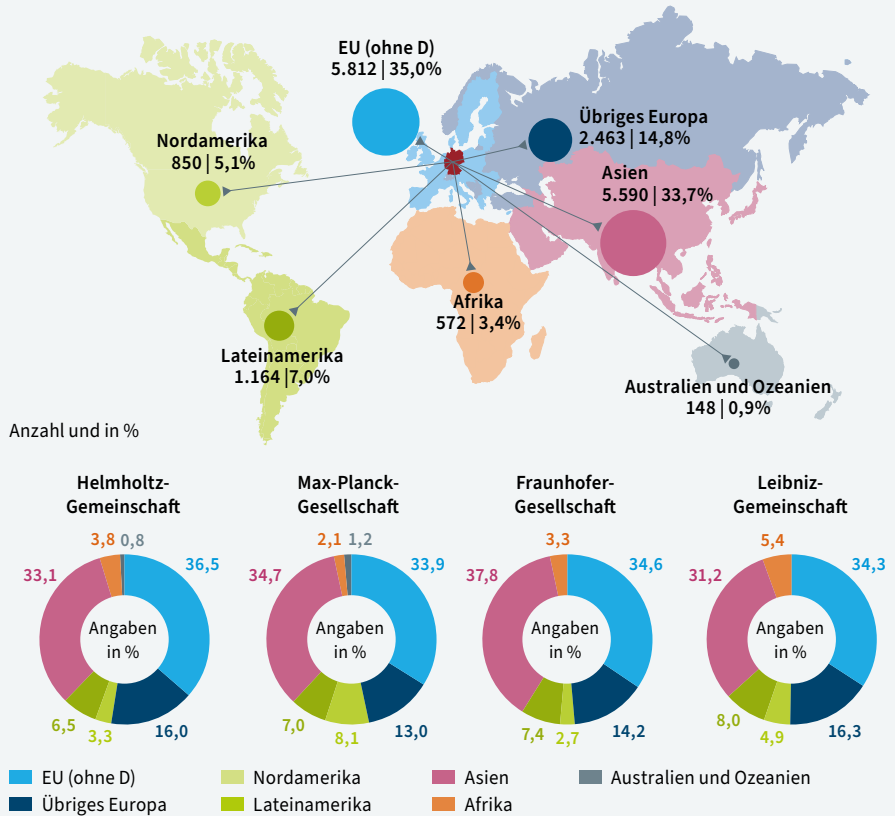 EU (ohne D)
5.812 | 35,0%
Übriges Europa
2.463 | 14,8%
Nordamerika
850 | 5,1%
Asien
5.590 | 33,7%
Afrika
572 | 3,4%
Lateinamerika
1.164 |7,0%
Australien und Ozeanien
148 | 0,9%
Anzahl und in %
Helmholtz-
Gemeinschaft
3,8 0,8
33,1
36,5
Angaben
in %
6,5
3,3
16,0
Max-Planck-
Gesellschaft
2,1 1,2
34,7
33,9
Angaben
in %
7,0
8,1
13,0
Fraunhofer-
Gesellschaft
3,3
37,8
34,6
Angaben
in %
7,4
2,7
14,2
Leibniz-
Gemeinschaft
5,4
31,2
34,3
Angaben
in %
8,0
4,9
16,3
EU (ohne D)
Übriges Europa
Nordamerika
Lateinamerika
Asien
Afrika
Australien und Ozeanien